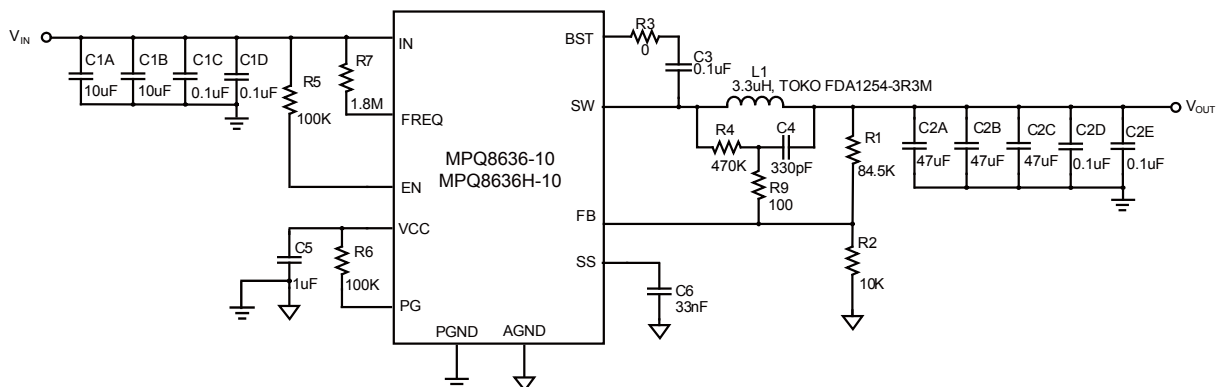 VIN
C1A
10uF
C1B
10uF
C1C
0.1uF
C1D
0.1uF
R5
100K
R7
1.8M
IN
FREQ
EN
VCC
PG
C5
1uF
R6
100K
MPQ8636-10
MPQ8636H-10
PGND
AGND
BST
SW
FB
SS
R3
0
C3
0.1uF
L1
3.3uH, TOKO FDA1254-3R3M
R4
470K
C4
330pF
R9
100
R1
84.5K
R2
10K
C6
33nF
C2A
47uF
C2B
47uF
C2C
47uF
C2D
0.1uF
C2E
0.1uF
VOUT